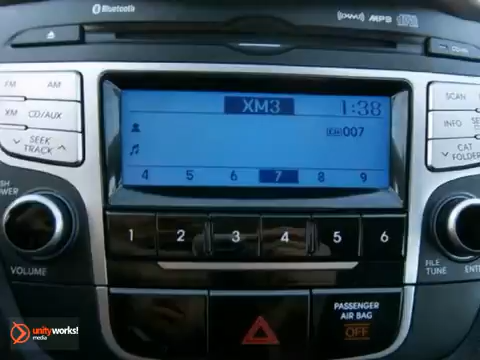 Bluetooth
XM MP3
FM AM
XM CD/AUX
SEEK
TRACK
XM3 1:38
CH 007
4 5 6 7 8 9
SCAN
INFO
CAT
FOLDER
1 2 3 4 5 6
VOLUME
FILE
TUNE
PASSENGER
AIR BAG
OFF
unityworks!
media